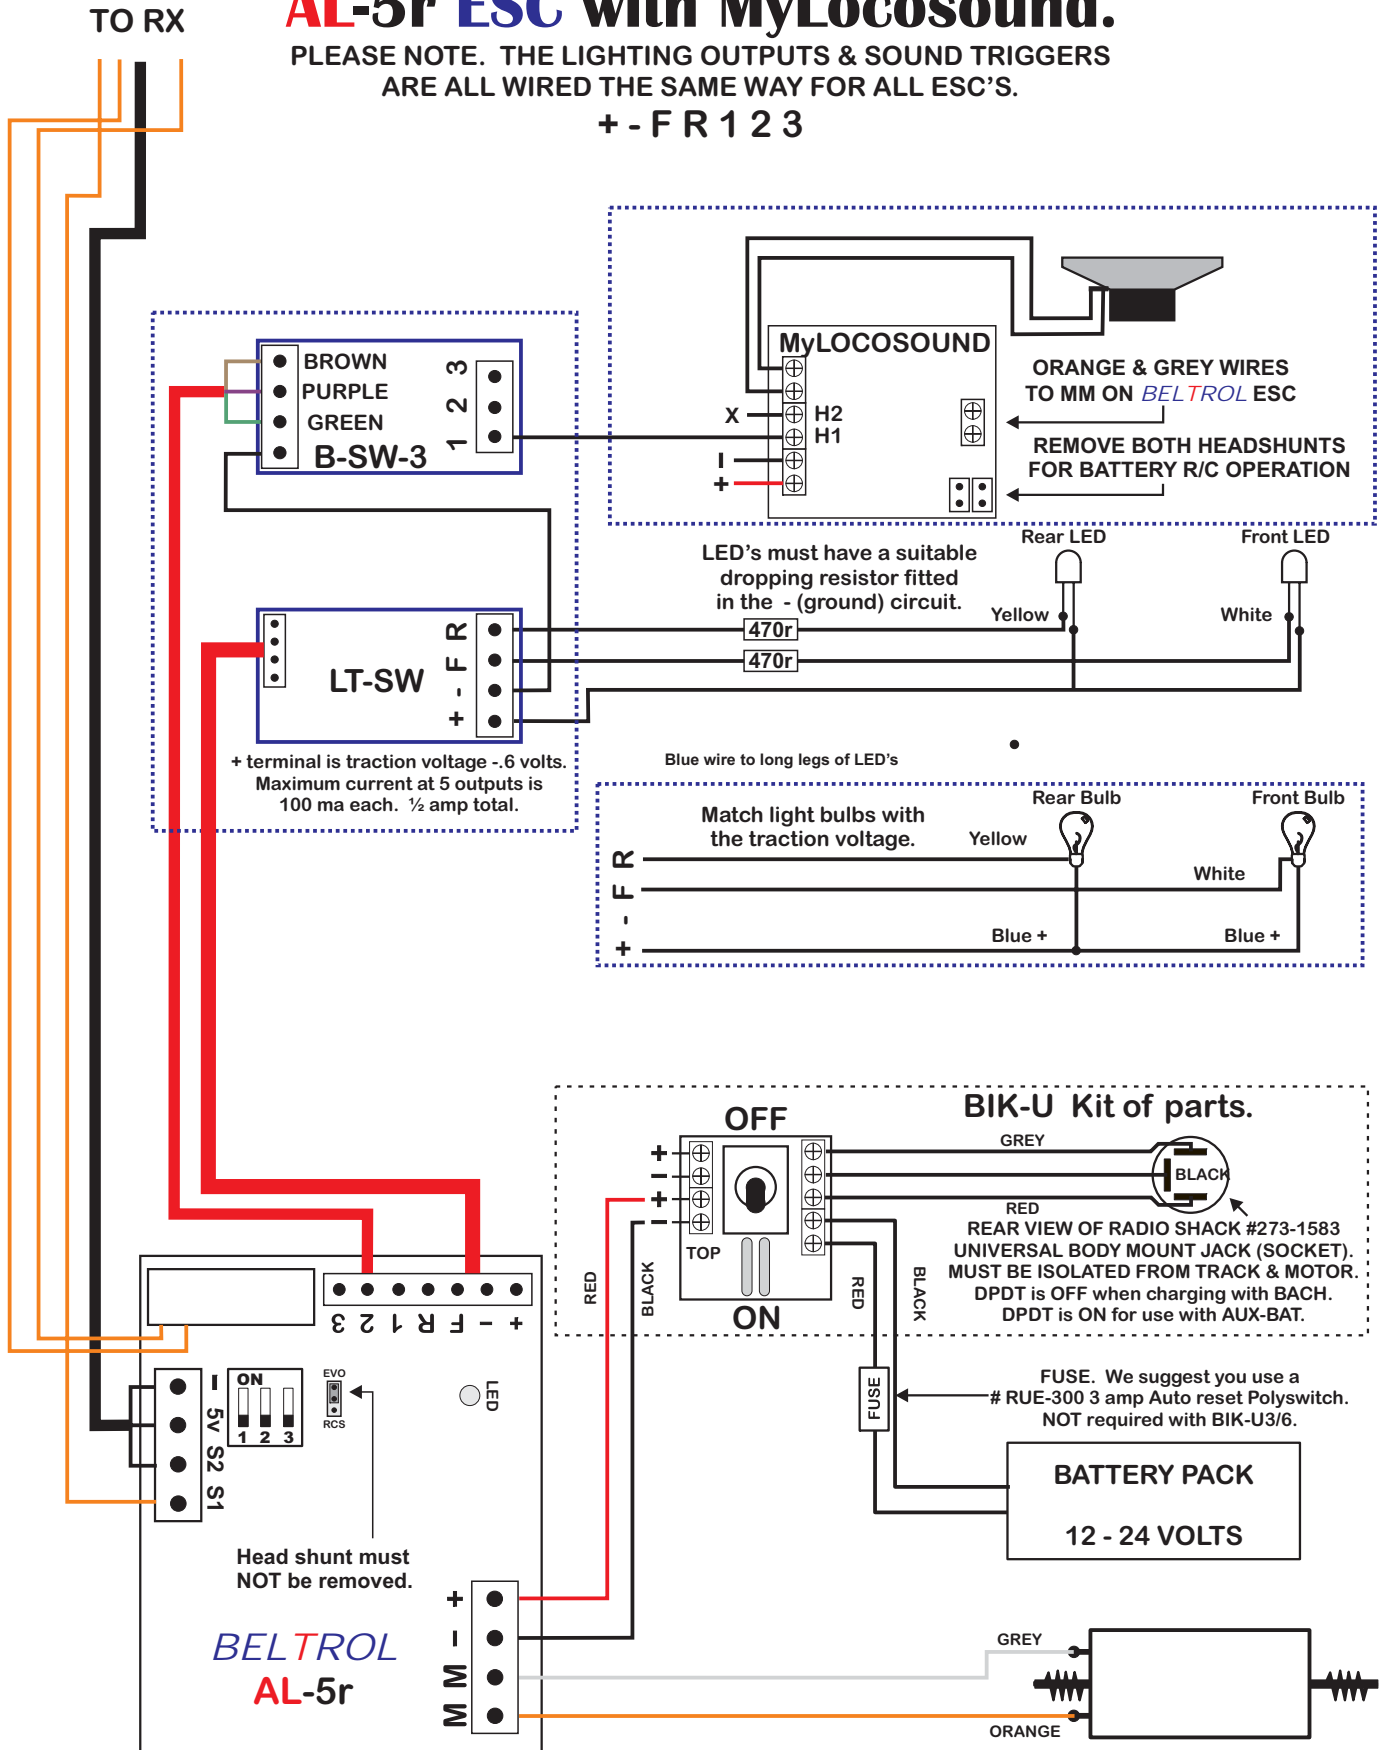 TO RX
AL-5r ESC with MyLocosound.
PLEASE NOTE. THE LIGHTING OUTPUTS & SOUND TRIGGERS
ARE ALL WIRED THE SAME WAY FOR ALL ESC'S.
+ - F R 1 2 3
BROWN
PURPLE
GREEN
B-SW-3
3
2
1
MyLOCOSOUND
X
H2
H1
-
+
ORANGE & GREY WIRES
TO MM ON BELTROL ESC
REMOVE BOTH HEADSHUNTS
FOR BATTERY R/C OPERATION
LED's must have a suitable
dropping resistor fitted
in the - (ground) circuit.
Rear LED
Front LED
Yellow
White
470r
470r
LT-SW
R
F
-
+
+ terminal is traction voltage -.6 volts.
Maximum current at 5 outputs is
100 ma each. ½ amp total.
Blue wire to long legs of LED's
Match light bulbs with
the traction voltage.
Rear Bulb
Front Bulb
Yellow
White
R
F
-
+
Blue +
Blue +
BIK-U Kit of parts.
OFF
+
-
+
-
TOP
ON
GREY
BLACK
RED
RED
BLACK
RED
BLACK
REAR VIEW OF RADIO SHACK #273-1583
UNIVERSAL BODY MOUNT JACK (SOCKET).
MUST BE ISOLATED FROM TRACK & MOTOR.
DPDT is OFF when charging with BACH.
DPDT is ON for use with AUX-BAT.
3 2 1 R F - +
-
5v
S2
S1
ON
1 2 3
EVO
RCS
LED
Head shunt must
NOT be removed.
FUSE
FUSE. We suggest you use a
# RUE-300 3 amp Auto reset Polyswitch.
NOT required with BIK-U3/6.
BATTERY PACK
12 - 24 VOLTS
BELTROL
AL-5r
+
-
M
M
GREY
ORANGE